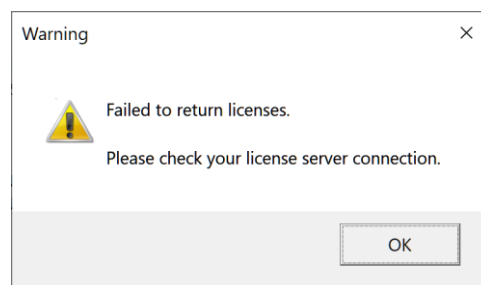 Warning
Failed to return licenses.
Please check your license server connection.
OK